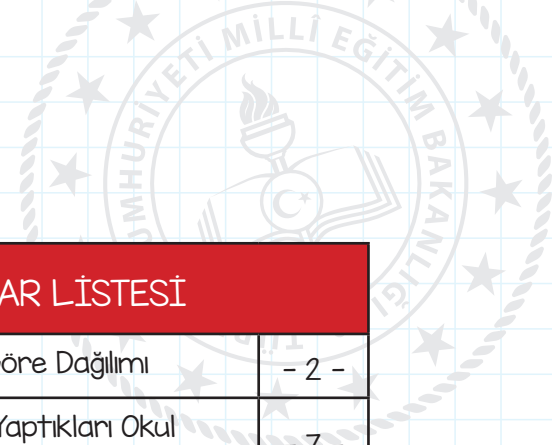 MİLLÎ EĞİTİM BAKANLIĞI
AR LİSTESİ
öre Dağılımı
- 2 -
Yaptıkları Okul